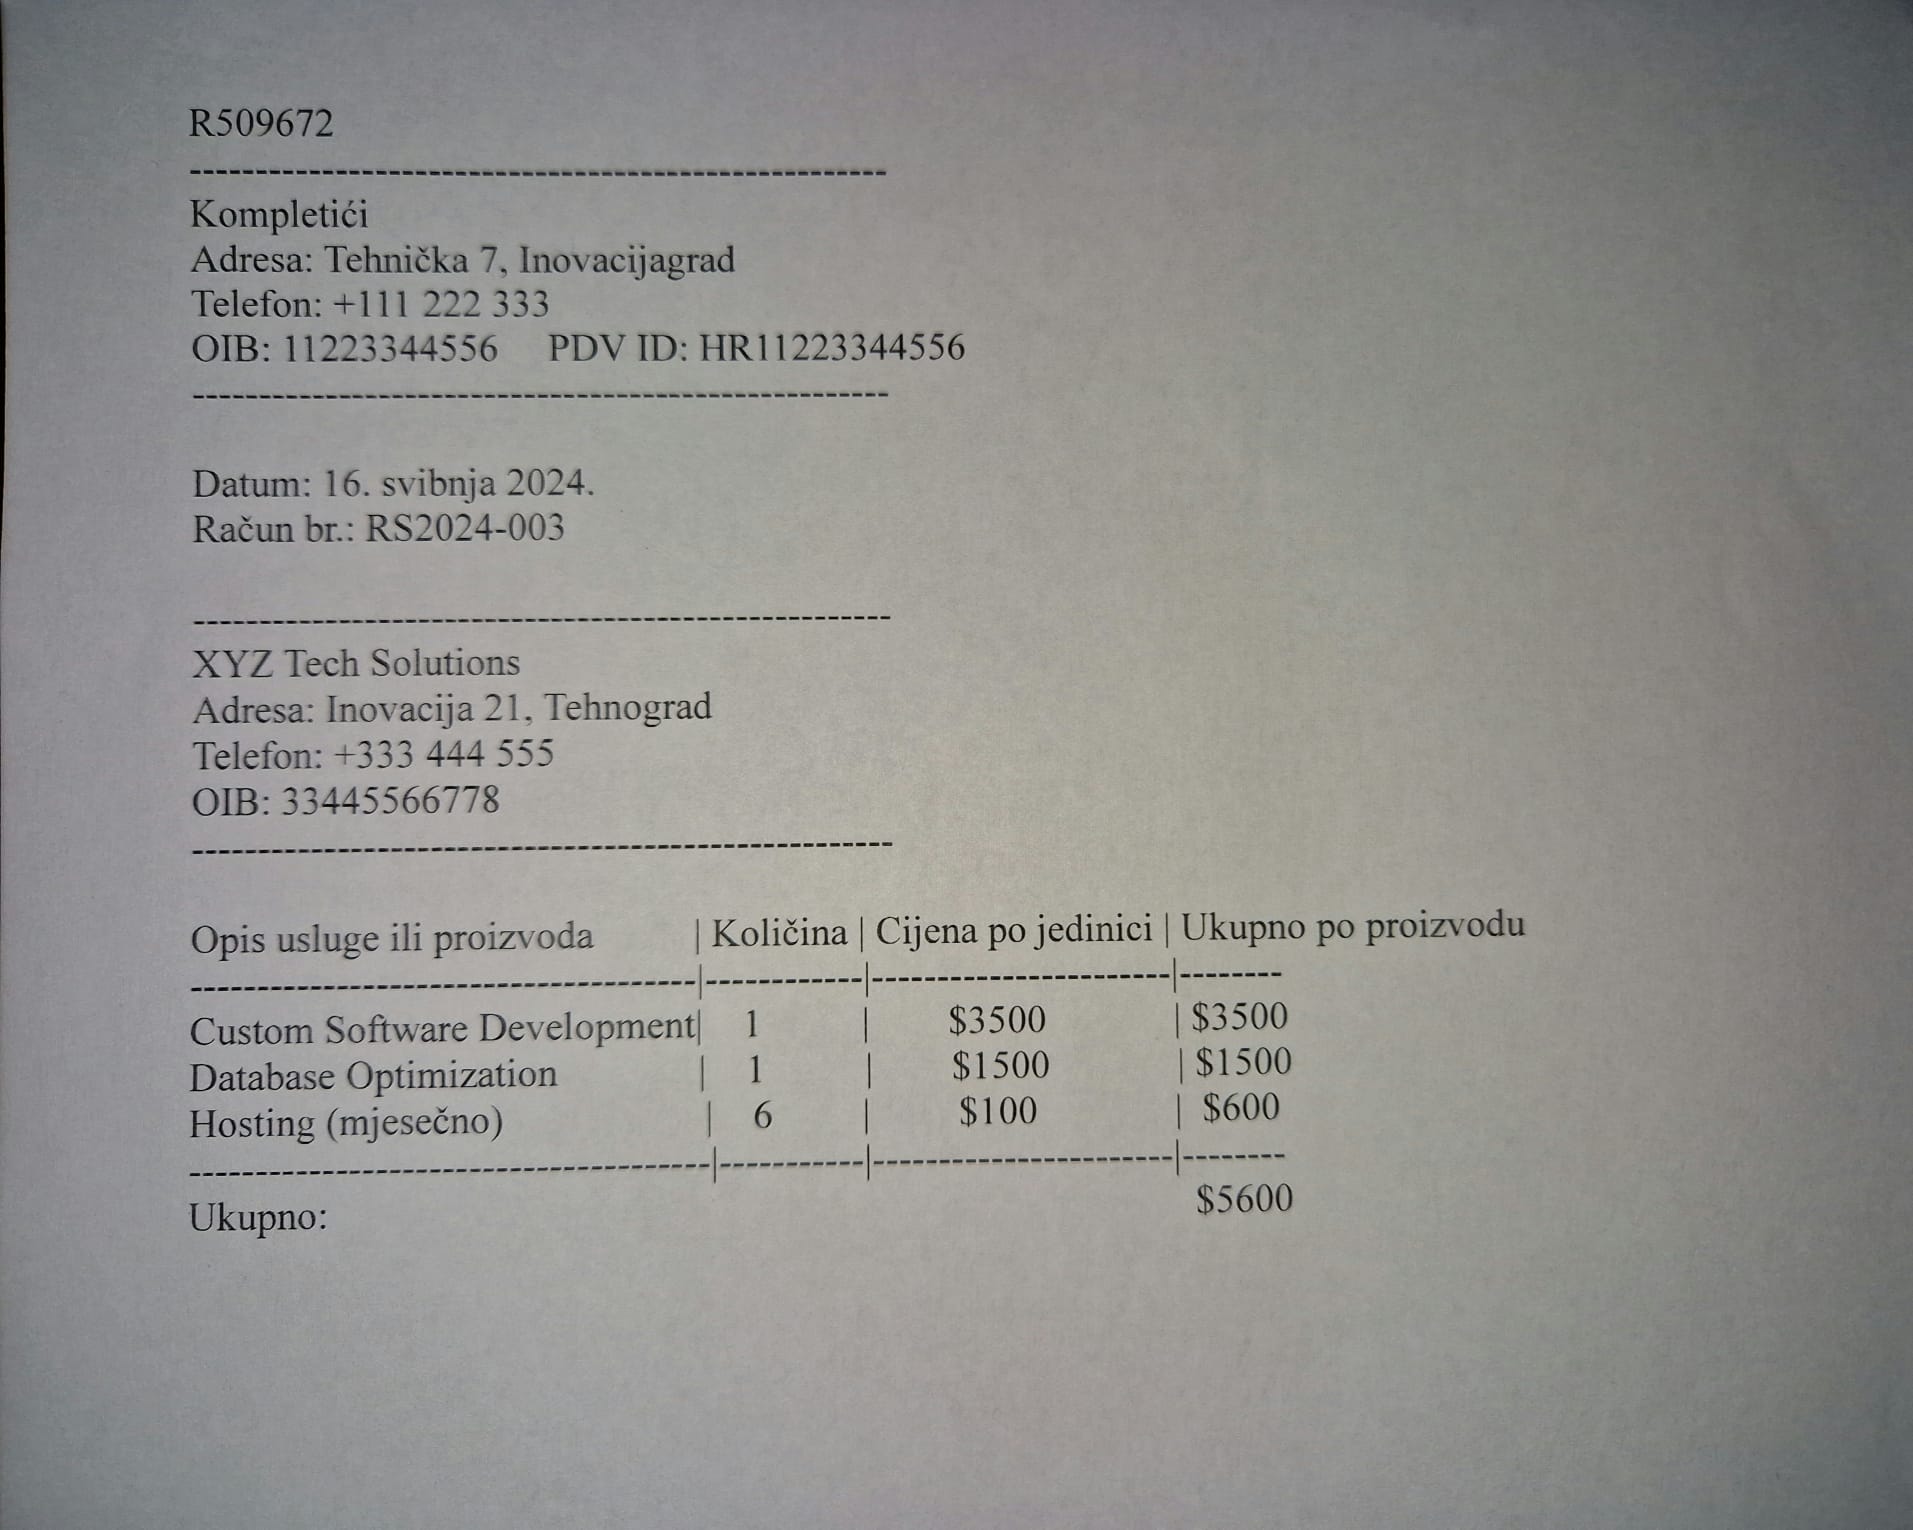 R509672
-----------------------------------------------------
Kompletići
Adresa: Tehnička 7, Inovacijagrad
Telefon: +111 222 333
OIB: 11223344556 PDV ID: HR11223344556
-----------------------------------------------------
Datum: 16. svibnja 2024.
Račun br.: RS2024-003
-----------------------------------------------------
XYZ Tech Solutions
Adresa: Inovacija 21, Tehnograd
Telefon: +333 444 555
OIB: 33445566778
-----------------------------------------------------
Opis usluge ili proizvoda | Količina | Cijena po jedinici | Ukupno po proizvodu
--------------------------------------|------------|-----------------------|--------
Custom Software Development| 1 | $3500 | $3500
Database Optimization | 1 | $1500 | $1500
Hosting (mjesečno) | 6 | $100 | $600
---------------------------------------|-----------|-----------------------|--------
Ukupno: $5600